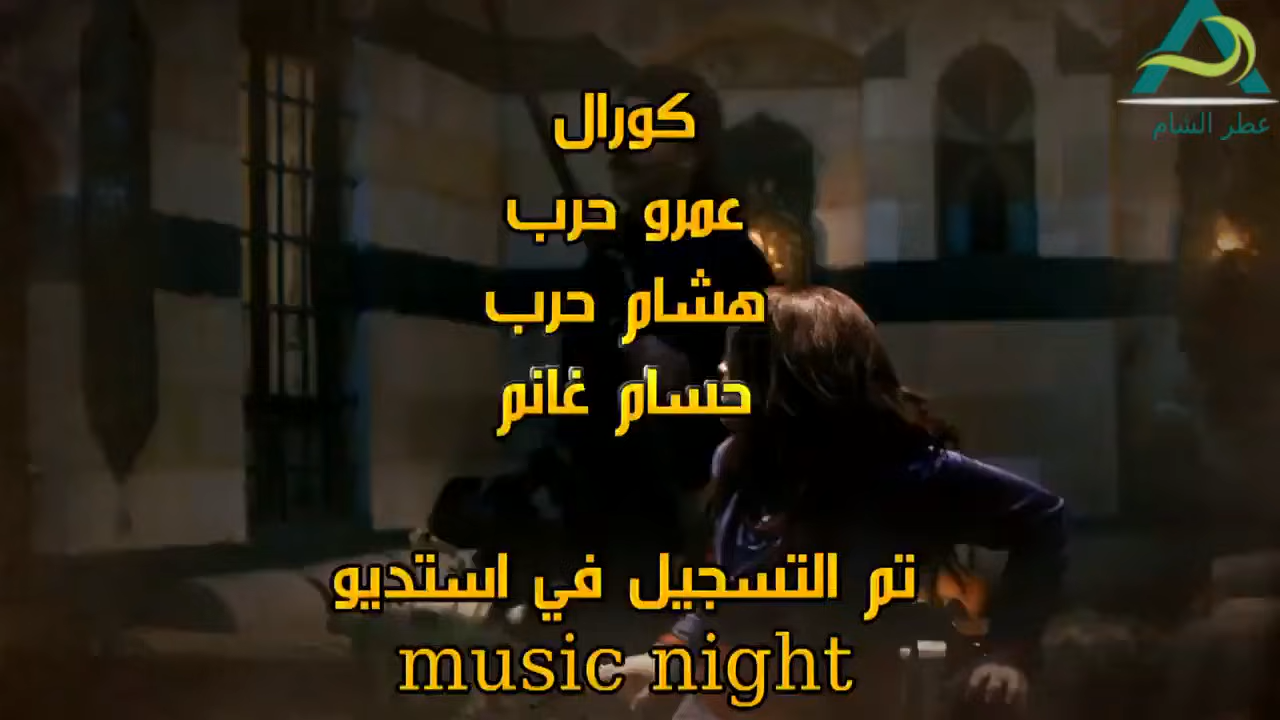 عطر الشام
كورال
عمرو حرب
هشام حرب
حسام غانم
تم التسجيل في استديو
music night